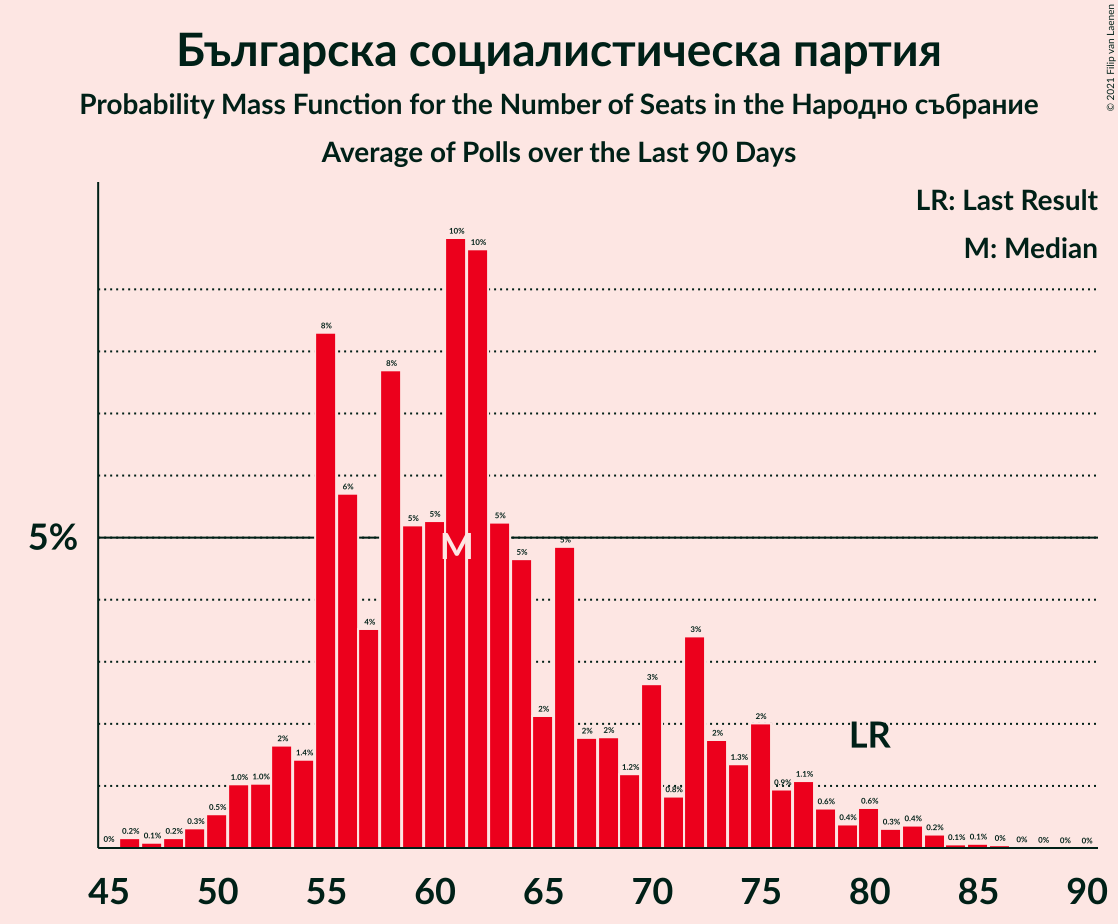 Българска социалистическа партия
Probability Mass Function for the Number of Seats in the Народно събрание
Average of Polls over the Last 90 Days
© 2021 Filip van Laenen
LR: Last Result
M: Median
5%
0% 0.2% 0.1% 0.2% 0.3% 0.5% 1.0% 1.0% 2% 1.4% 8% 6% 4% 8% 5% 5% 10% 10% 5% 5% 2% 5% 2% 2% 1.2% 3% 0.8% 3% 2% 1.3% 2% 0.9% 1.1% 0.6% 0.4% 0.6% 0.3% 0.4% 0.2% 0.1% 0.1% 0% 0% 0% 0% 0%
M
LR
45 50 55 60 65 70 75 80 85 90